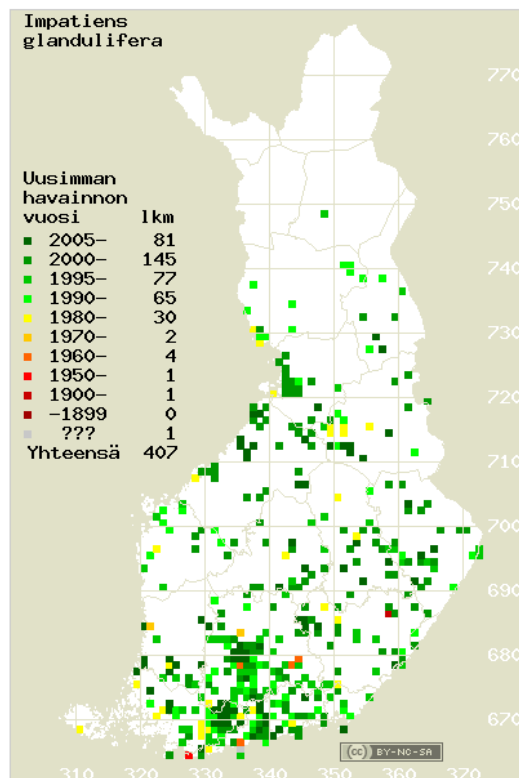 Impatiens
glandulifera
770
760
Uusimman
havainnon
vuosi lkm
750
2005- 81
2000- 145
740
1995- 77
1990- 65
1980- 30
730
1970- 2
1960- 4
1950- 1
720
1900- 1
-1899 0
??? 1
Yhteensä 407
710
700
690
680
670
cc BY-NC-SA
310 320 330 340 350 360 370